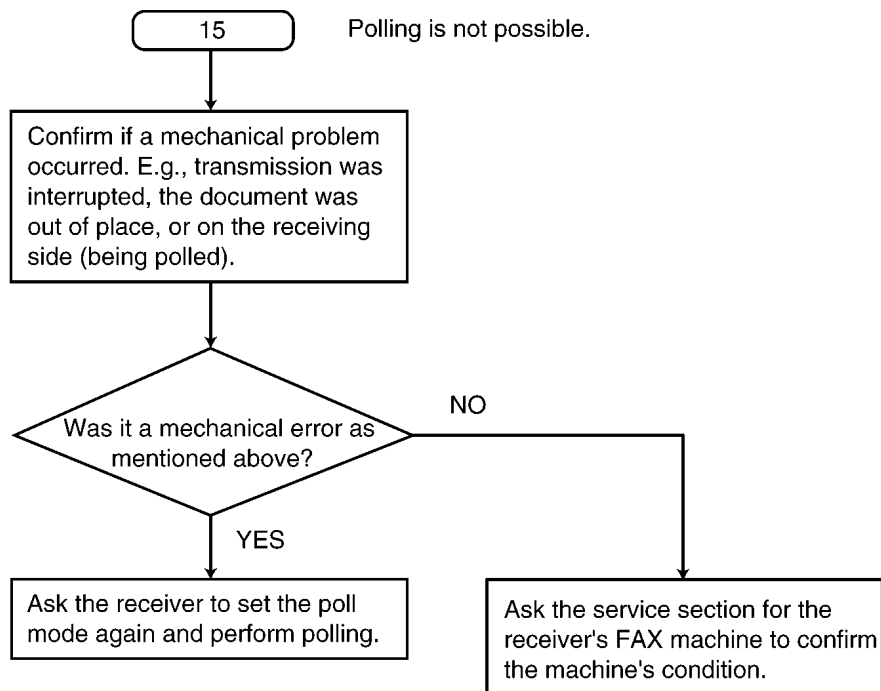 15
Polling is not possible.
Confirm if a mechanical problem
occurred. E.g., transmission was
interrupted, the document was
out of place, or on the receiving
side (being polled).
Was it a mechanical error as
mentioned above?
NO
YES
Ask the receiver to set the poll
mode again and perform polling.
Ask the service section for the
receiver's FAX machine to confirm
the machine's condition.